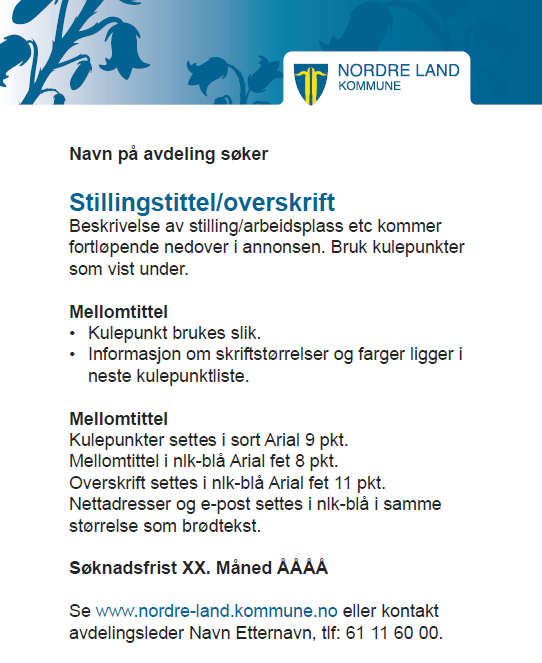 NORDRE LAND
KOMMUNE
Navn på avdeling søker
Stillingstittel/overskrift
Beskrivelse av stilling/arbeidsplass etc kommer
fortløpende nedover i annonsen. Bruk kulepunkter
som vist under.
Mellomtittel
• Kulepunkt brukes slik.
• Informasjon om skriftstørrelser og farger ligger i
neste kulepunktliste.
Mellomtittel
Kulepunkter settes i sort Arial 9 pkt.
Mellomtittel i nlk-blå Arial fet 8 pkt.
Overskrift settes i nlk-blå Arial fet 11 pkt.
Nettadresser og e-post settes i nlk-blå i samme
størrelse som brødtekst.
Søknadsfrist XX. Måned ÅÅÅÅ
Se www.nordre-land.kommune.no eller kontakt
avdelingsleder Navn Etternavn, tlf: 61 11 60 00.